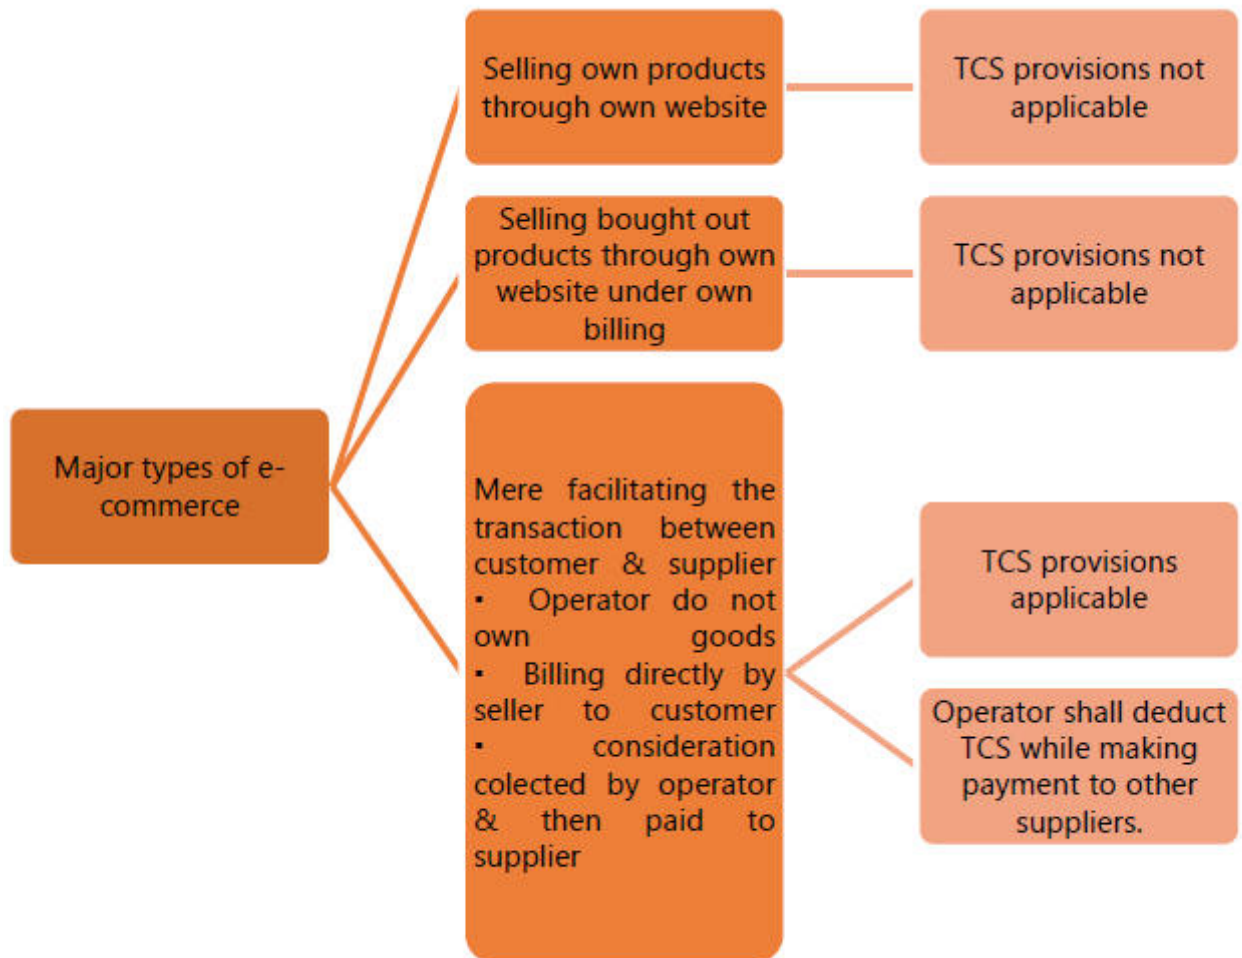 Selling own products
through own website
TCS provisions not
applicable
Selling bought out
products through own
website under own
billing
TCS provisions not
applicable
Major types of e-
commerce
Mere facilitating the
transaction between
customer & supplier
▪ Operator do not
own goods
▪ Billing directly by
seller to customer
▪ consideration
colected by operator
& then paid to
supplier
TCS provisions
applicable
Operator shall deduct
TCS while making
payment to other
suppliers.